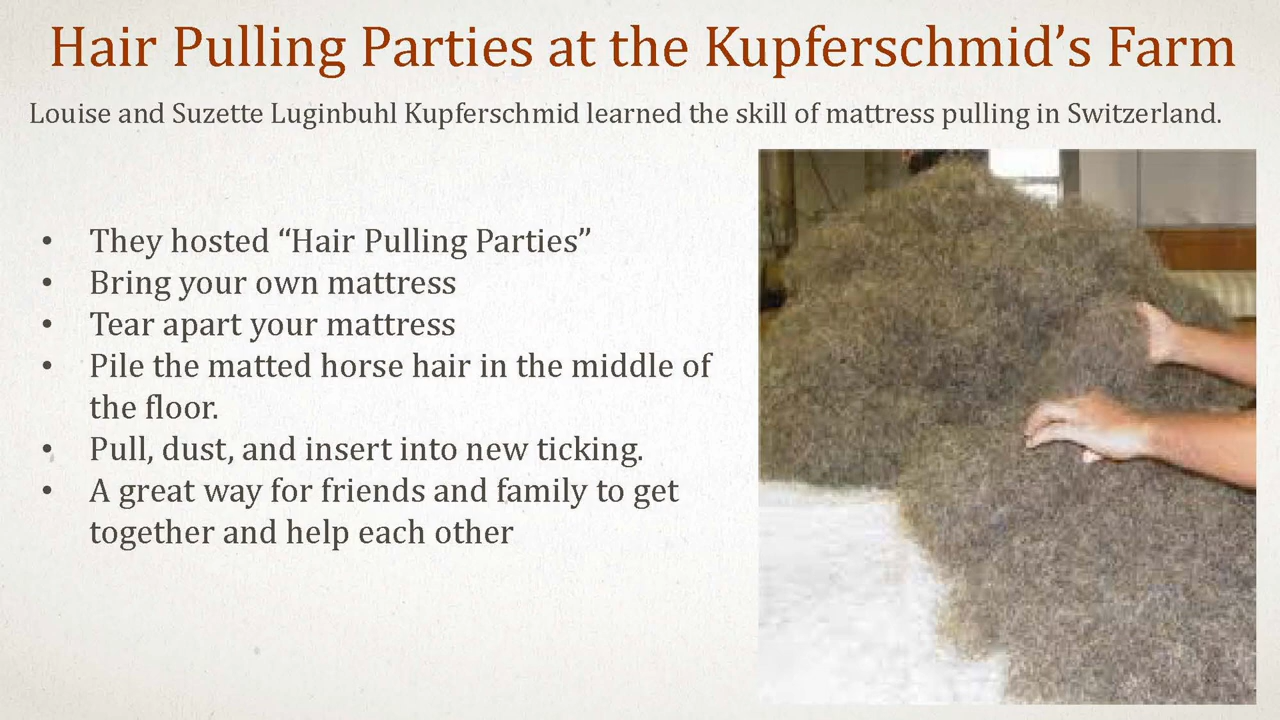 Hair Pulling Parties at the Kupferschmid’s Farm
Louise and Suzette Luginbuhl Kupferschmid learned the skill of mattress pulling in Switzerland.
• They hosted “Hair Pulling Parties”
• Bring your own mattress
• Tear apart your mattress
• Pile the matted horse hair in the middle of
the floor.
• Pull, dust, and insert into new ticking.
• A great way for friends and family to get
together and help each other